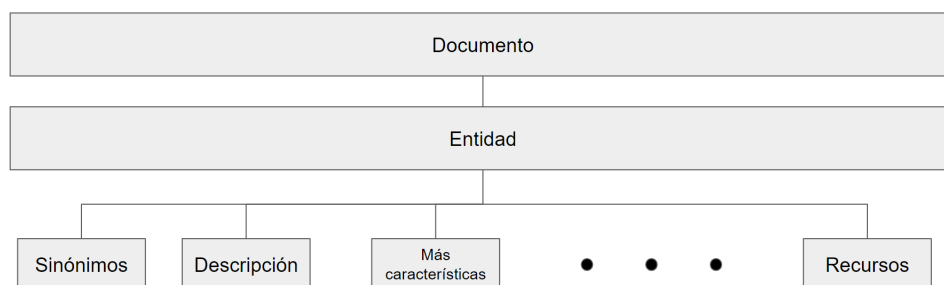 Documento
Entidad
Sinónimos
Descripción
Más
características
Recursos